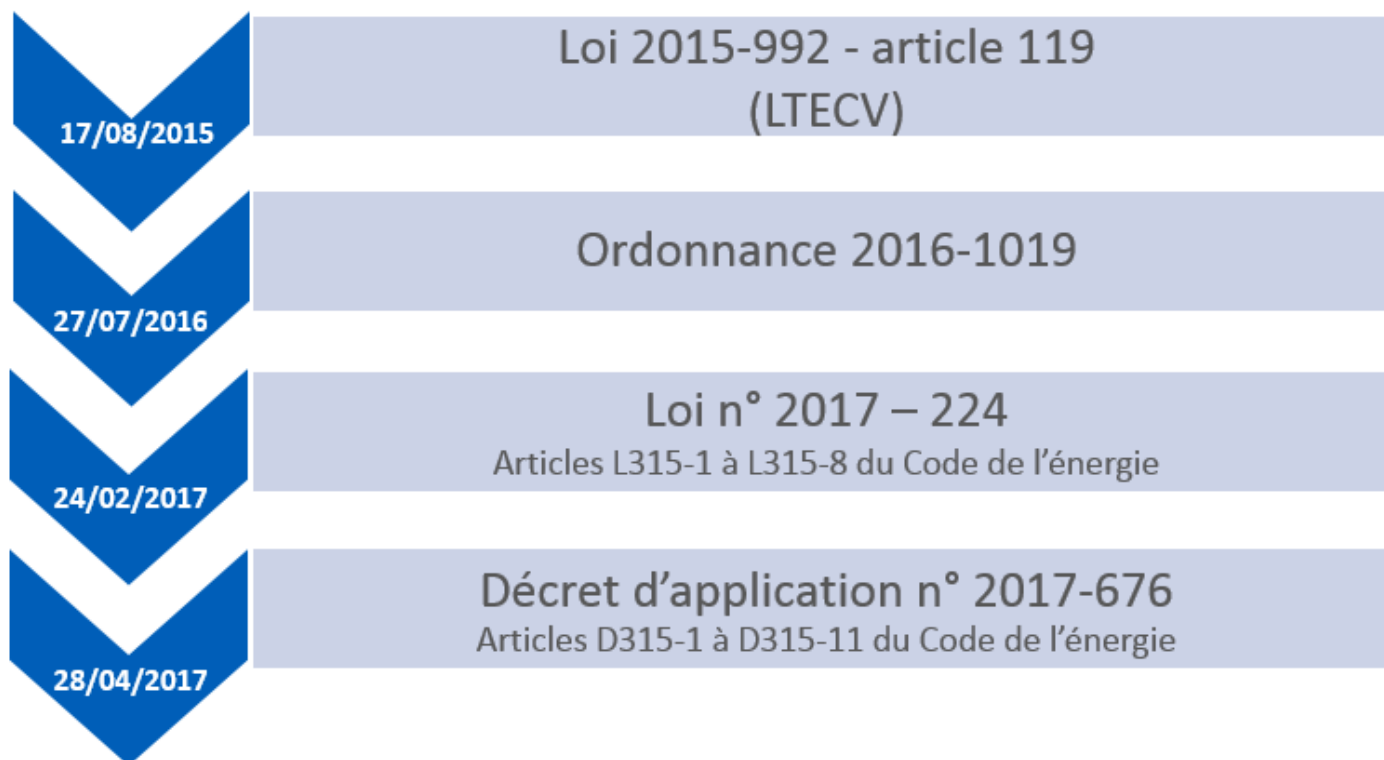 Loi 2015-992 - article 119
(LTECV)
17/08/2015
Ordonnance 2016-1019
27/07/2016
Loi n° 2017 – 224
Articles L315-1 à L315-8 du Code de l’énergie
24/02/2017
Décret d’application n° 2017-676
Articles D315-1 à D315-11 du Code de l’énergie
28/04/2017